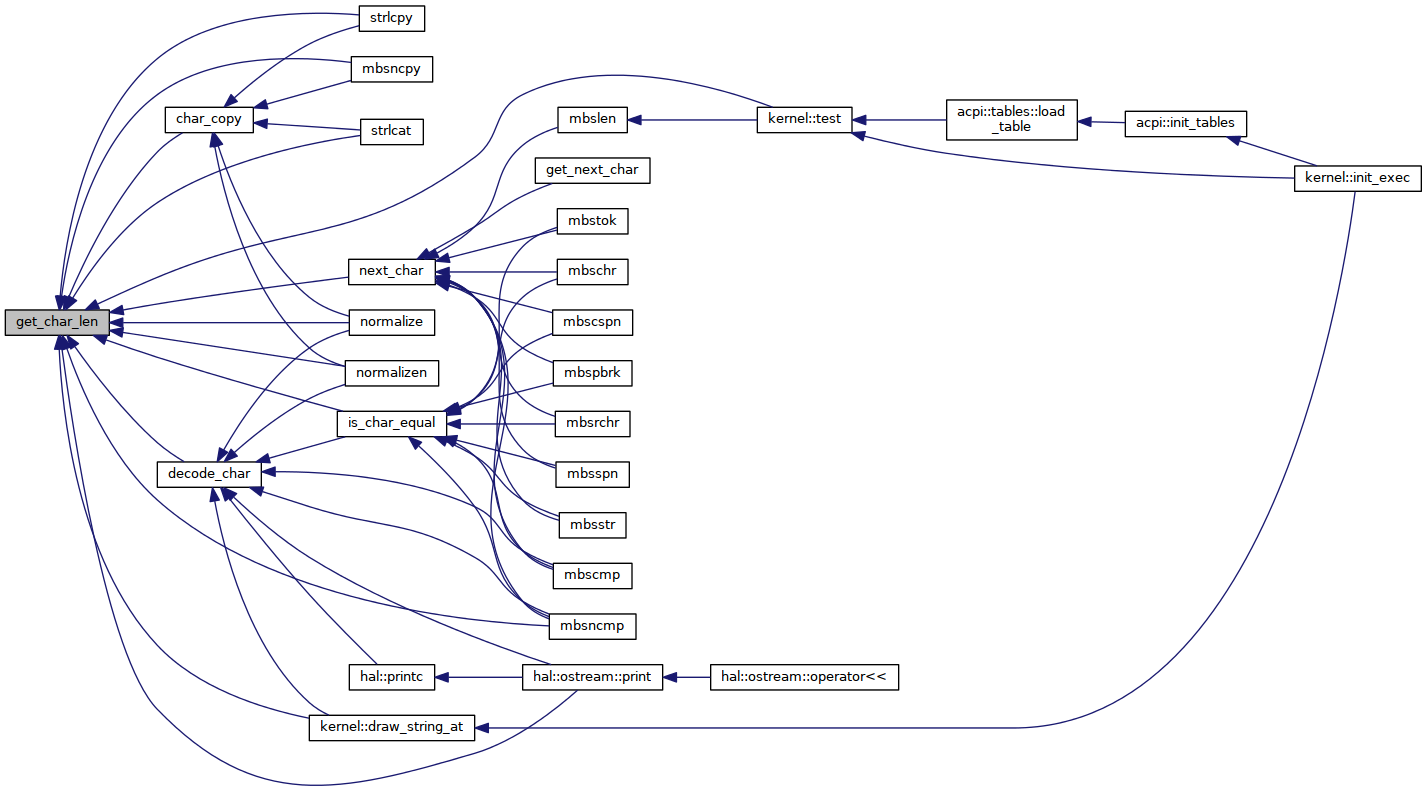 strlcpy
mbsncpy
char_copy
strlcat
mbslen
kernel::test
acpi::tables::load
_table
acpi::init_tables
get_next_char
kernel::init_exec
mbstok
next_char
mbschr
get_char_len
normalize
mbscspn
normalizen
mbspbrk
is_char_equal
mbsrchr
decode_char
mbsspn
mbsstr
mbscmp
mbsncmp
hal::printc
hal::ostream::print
hal::ostream::operator<<
kernel::draw_string_at